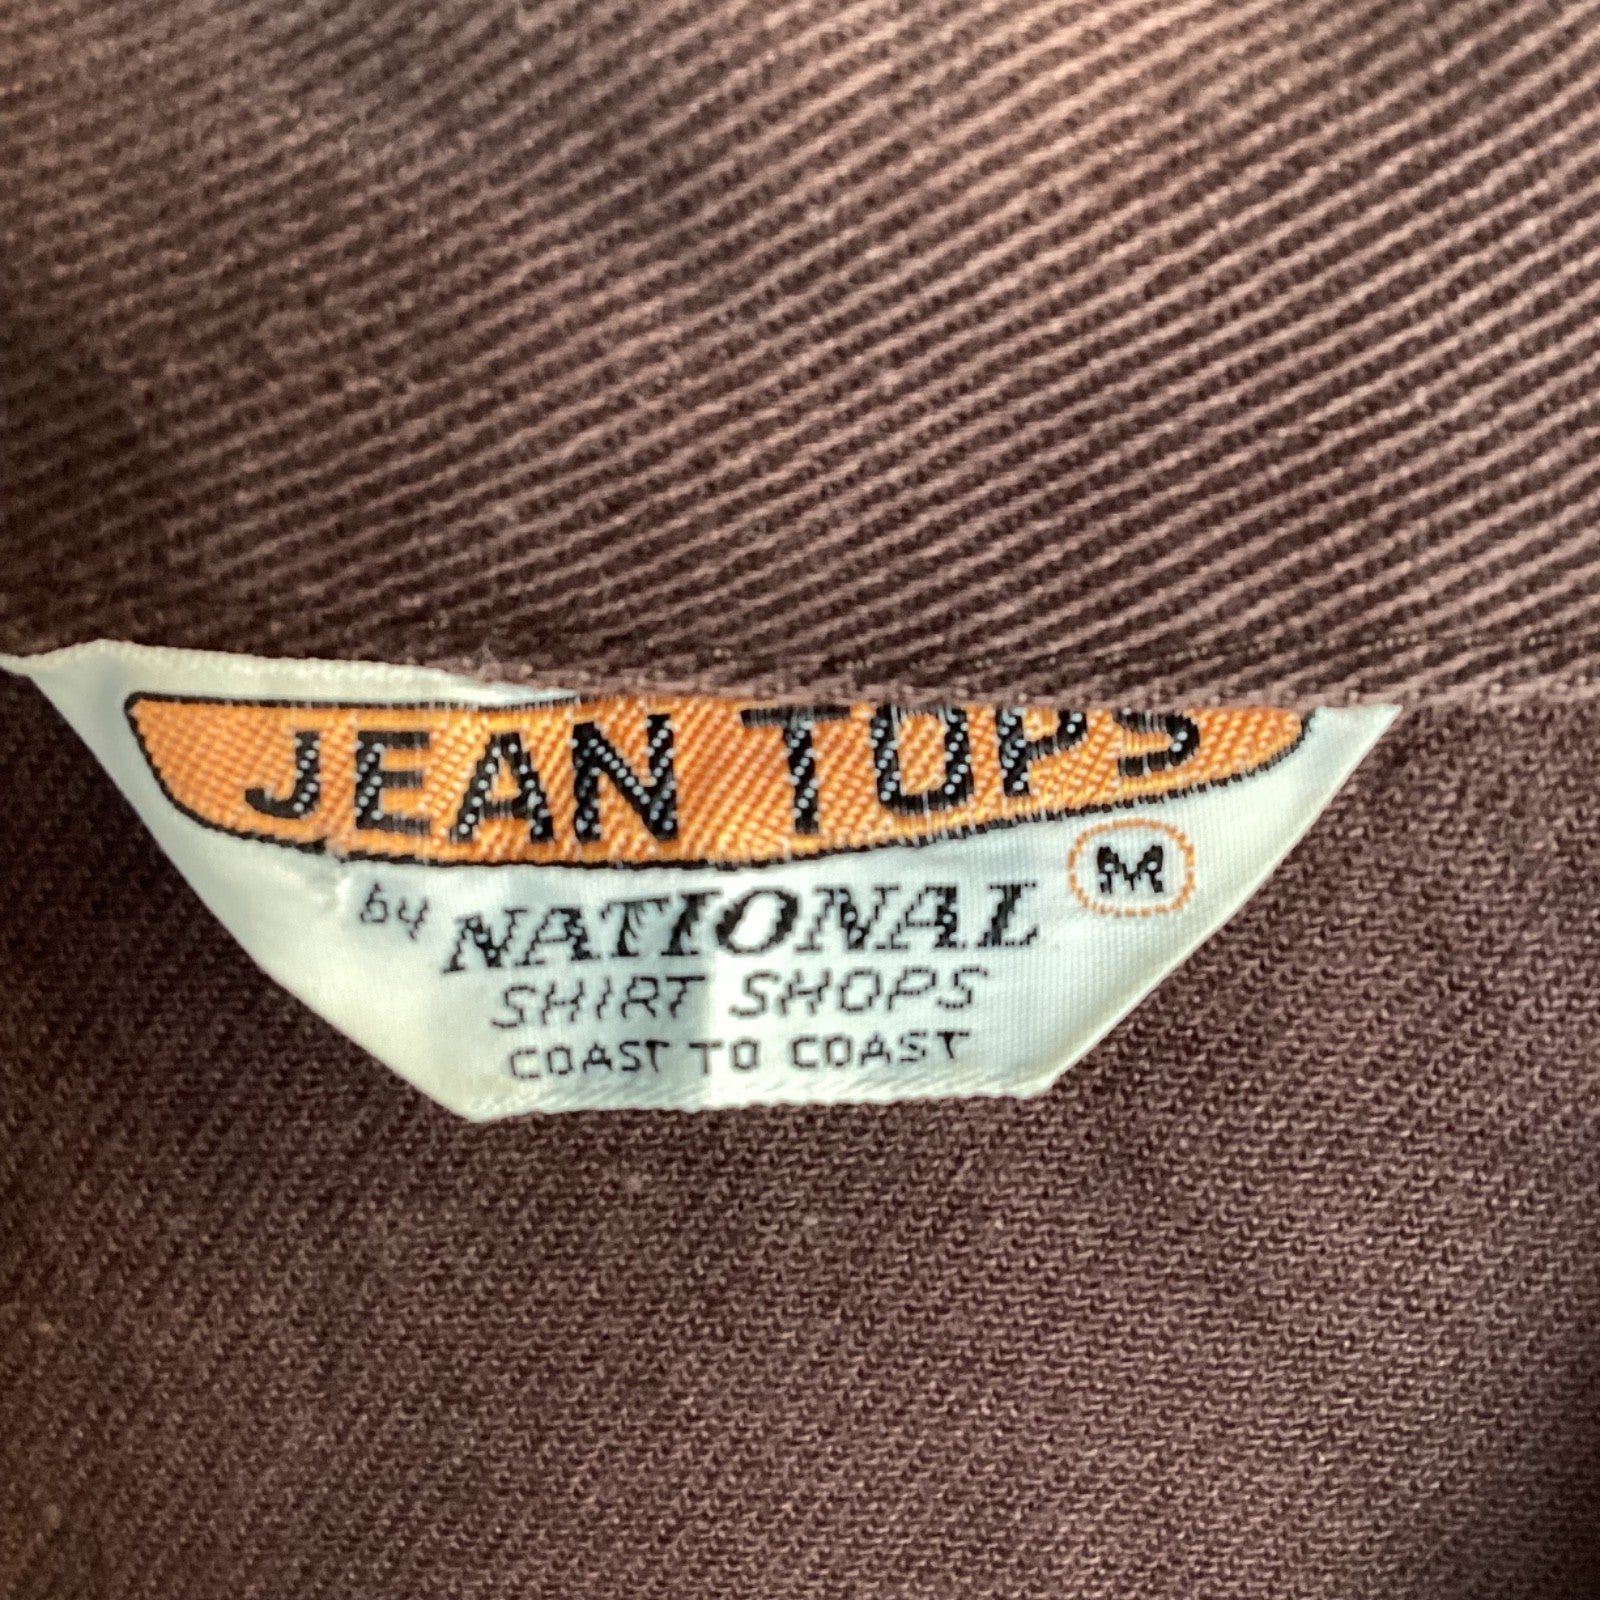 JEAN TOPS
M
by NATIONAL
SHIRT SHOPS
COAST TO COAST